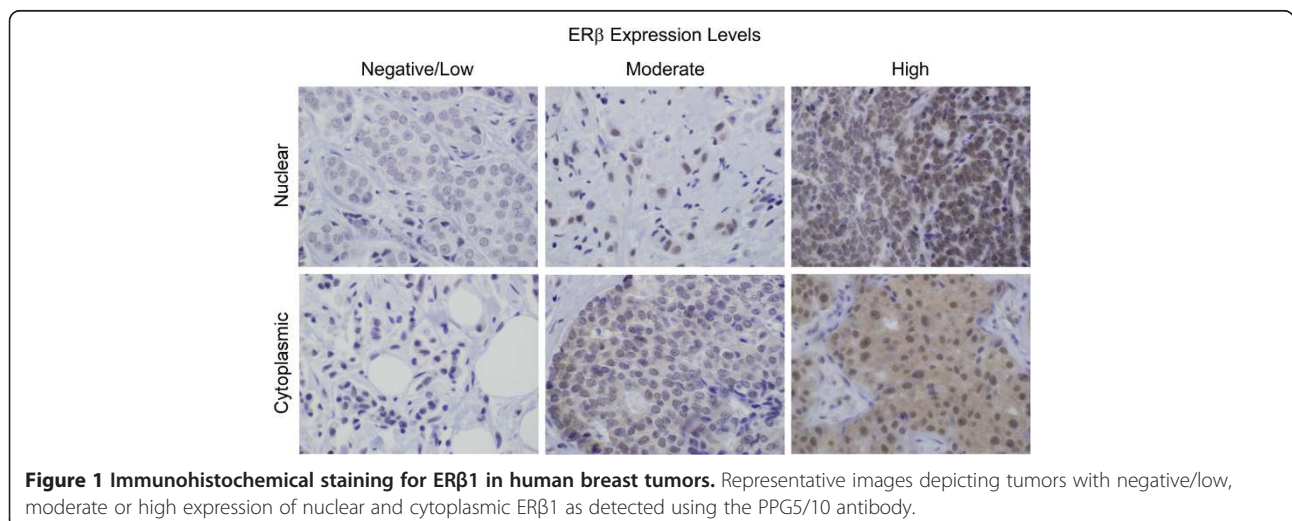 ERβ Expression Levels
Negative/Low Moderate High
Nuclear
Cytoplasmic
Figure 1 Immunohistochemical staining for ERβ1 in human breast tumors. Representative images depicting tumors with negative/low,
moderate or high expression of nuclear and cytoplasmic ERβ1 as detected using the PPG5/10 antibody.